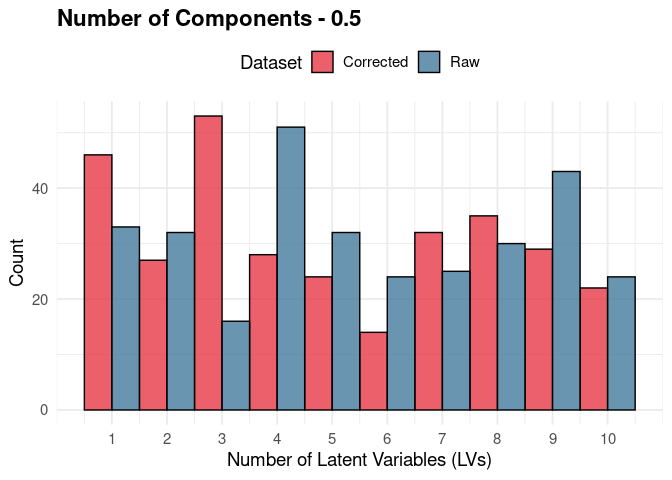 Number of Components - 0.5
Dataset Corrected Raw
Count
40
20
0
1 2 3 4 5 6 7 8 9 10
Number of Latent Variables (LVs)